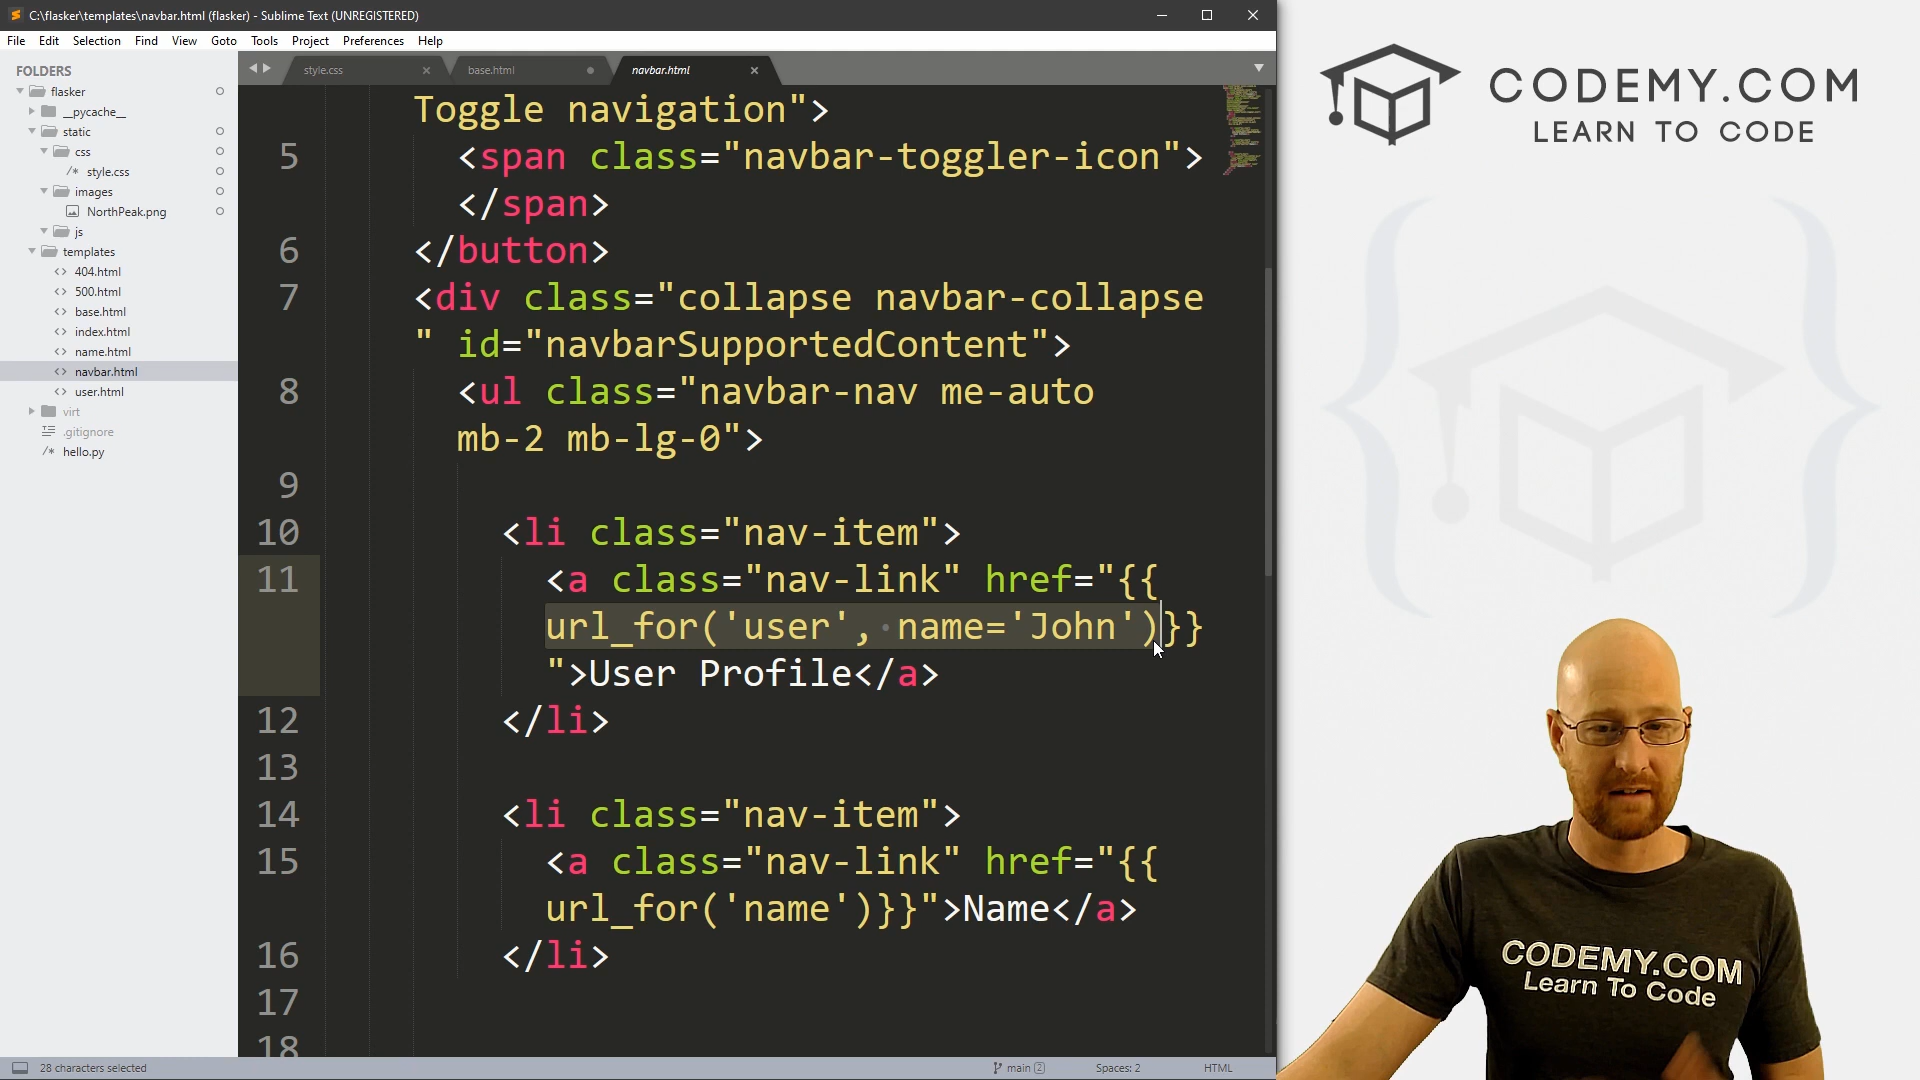 C:\flasker\templates\navbar.html (flasker) - Sublime Text (UNREGISTERED)
File Edit Selection Find View Goto Tools Project Preferences Help
FOLDERS
flasker
__pycache__
static
css
/* style.css
images
NorthPeak.png
js
templates
<> 404.html
<> 500.html
<> base.html
<> index.html
<> name.html
<> navbar.html
<> user.html
virt
.gitignore
/* hello.py
style.css
base.html
navbar.html
Toggle navigation">
5 <span class="navbar-toggler-icon">
</span>
6 </button>
7 <div class="collapse navbar-collapse
" id="navbarSupportedContent">
8 <ul class="navbar-nav me-auto
mb-2 mb-lg-0">
9
10 <li class="nav-item">
11 <a class="nav-link" href="{{
url_for('user', name='John')}}
">User Profile</a>
12 </li>
13
14 <li class="nav-item">
15 <a class="nav-link" href="{{
url_for('name')}}">Name</a>
16 </li>
17
18
28 characters selected
main 2
Spaces: 2
HTML
CODEMY.COM
LEARN TO CODE
CODEMY.COM
Learn To Code